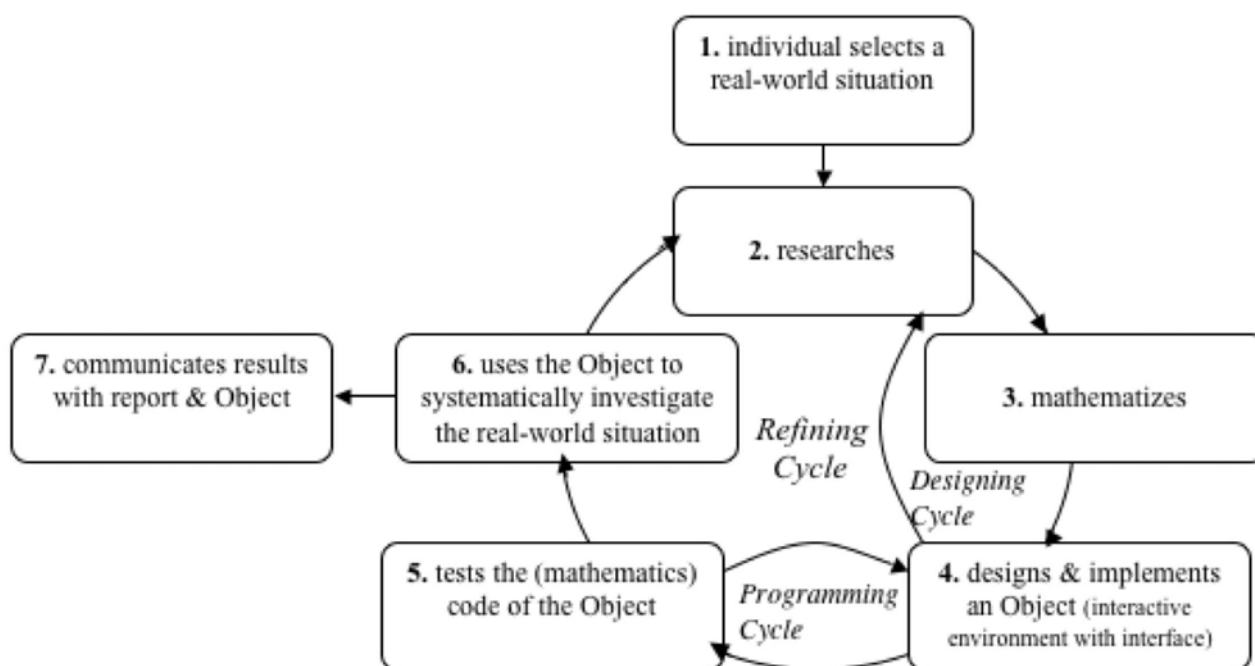 1. individual selects a
real-world situation
2. researches
7. communicates results
with report & Object
6. uses the Object to
systematically investigate
the real-world situation
3. mathematizes
Refining
Cycle
Designing
Cycle
5. tests the (mathematics)
code of the Object
Programming
Cycle
4. designs & implements
an Object (interactive
environment with interface)